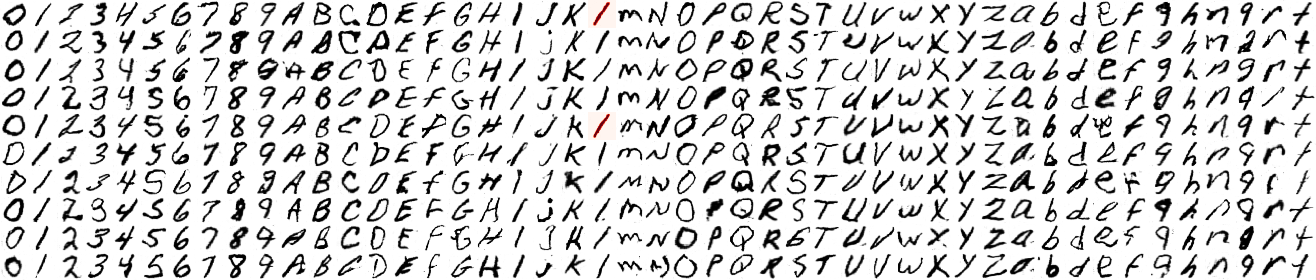 0 1 2 3 4 5 6 7 8 9 A B C D E F G H I J K l m N O P Q R S T U V w X Y Z a b d e f g h n q r t
0 1 2 3 4 5 6 7 8 9 A B C D E F G H I j K l m N O P Q R S T U V w X Y Z a b d e f g h n q r t
0 1 2 3 4 5 6 7 8 9 A B C D E F G H I J K l m N O P Q R S T U V w X Y Z a b d e f g h n q r t
0 1 2 3 4 5 6 7 8 9 A B C D E F G H I J K l m N O P Q R S T U V w X Y Z a b d e f g h n q r t
0 1 2 3 4 5 6 7 8 9 A B C D E F G H I J K l m N O P Q R S T U V w X Y Z a b d e f g h n q r t
0 1 2 3 4 5 6 7 8 9 A B C D E F G H I J K l m N O P Q R S T U V w X Y Z a b d e f g h n q r t
0 1 2 3 4 5 6 7 8 9 A B C D E f G H I J K l m N O P Q R S T U V w X Y Z a b d e f g h n q r t
0 1 2 3 4 5 6 7 8 9 A B C D E F G H I j K l m N O P Q R S T U V w X Y Z a b d e f g h n q r t
0 1 2 3 4 5 6 7 8 9 A B C D E f G H I J K l m N O P Q R S T U V w X Y Z a b d e f g h n q r t
0 1 2 3 4 5 6 7 8 9 A B C D E F G H I J K l m N O P Q R S T U V w X Y Z a b d e f g h n q r t